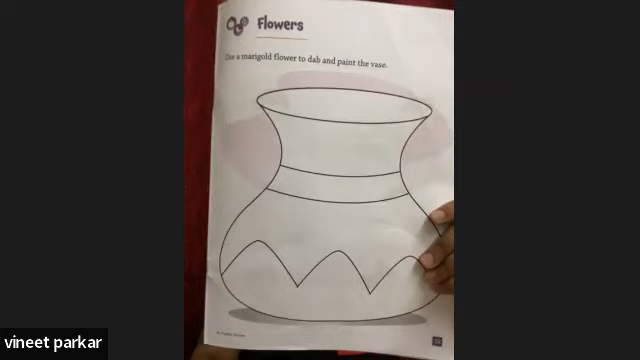 Flowers
Use a marigold flower to dab and paint the vase.
vineet parkar